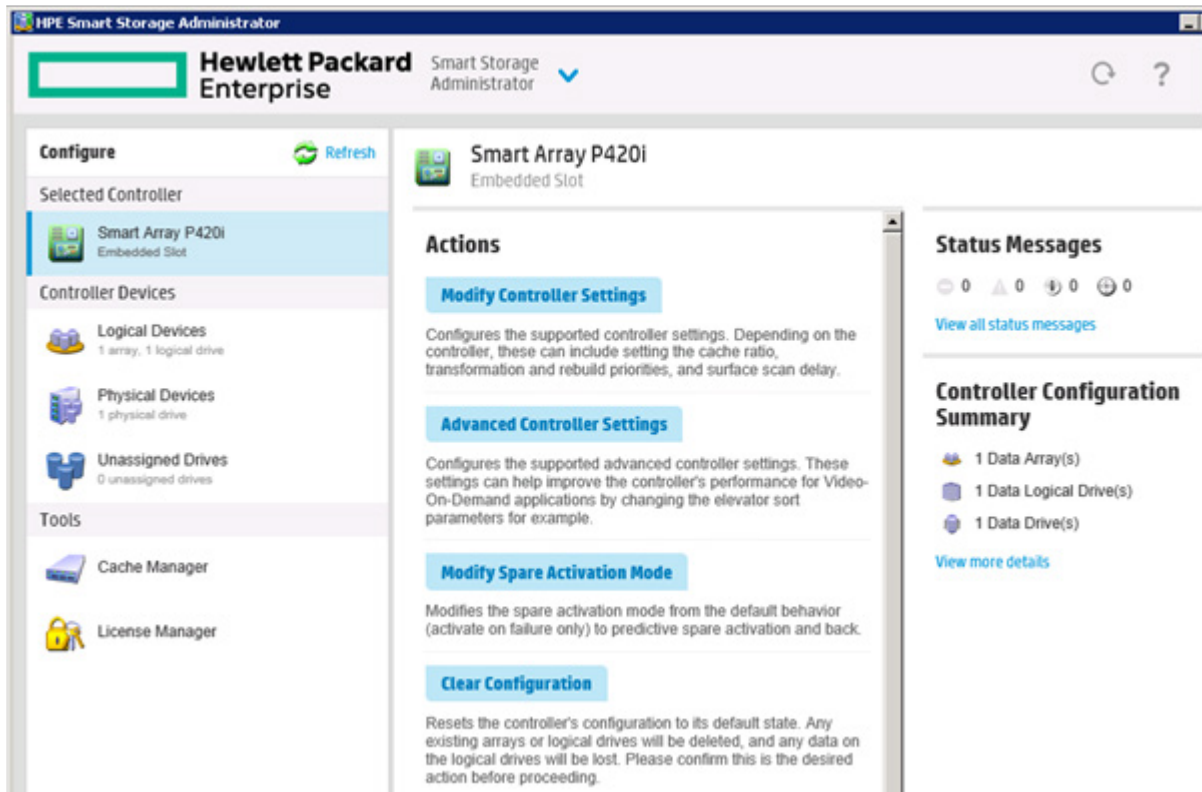 HPE Smart Storage Administrator
Hewlett Packard
Enterprise
Smart Storage
Administrator
?
Configure
Refresh
Selected Controller
Smart Array P420i
Embedded Slot
Controller Devices
Logical Devices
1 array, 1 logical drive
Physical Devices
1 physical drive
Unassigned Drives
0 unassigned drives
Tools
Cache Manager
License Manager
Smart Array P420i
Embedded Slot
Actions
Modify Controller Settings
Configures the supported controller settings. Depending on the
controller, these can include setting the cache ratio,
transformation and rebuild priorities, and surface scan delay.
Advanced Controller Settings
Configures the supported advanced controller settings. These
settings can help improve the controller's performance for Video-
On-Demand applications by changing the elevator sort
parameters for example.
Modify Spare Activation Mode
Modifies the spare activation mode from the default behavior
(activate on failure only) to predictive spare activation and back.
Clear Configuration
Resets the controller's configuration to its default state. Any
existing arrays or logical drives will be deleted, and any data on
the logical drives will be lost. Please confirm this is the desired
action before proceeding.
Status Messages
0 0 0 0
View all status messages
Controller Configuration
Summary
1 Data Array(s)
1 Data Logical Drive(s)
1 Data Drive(s)
View more details